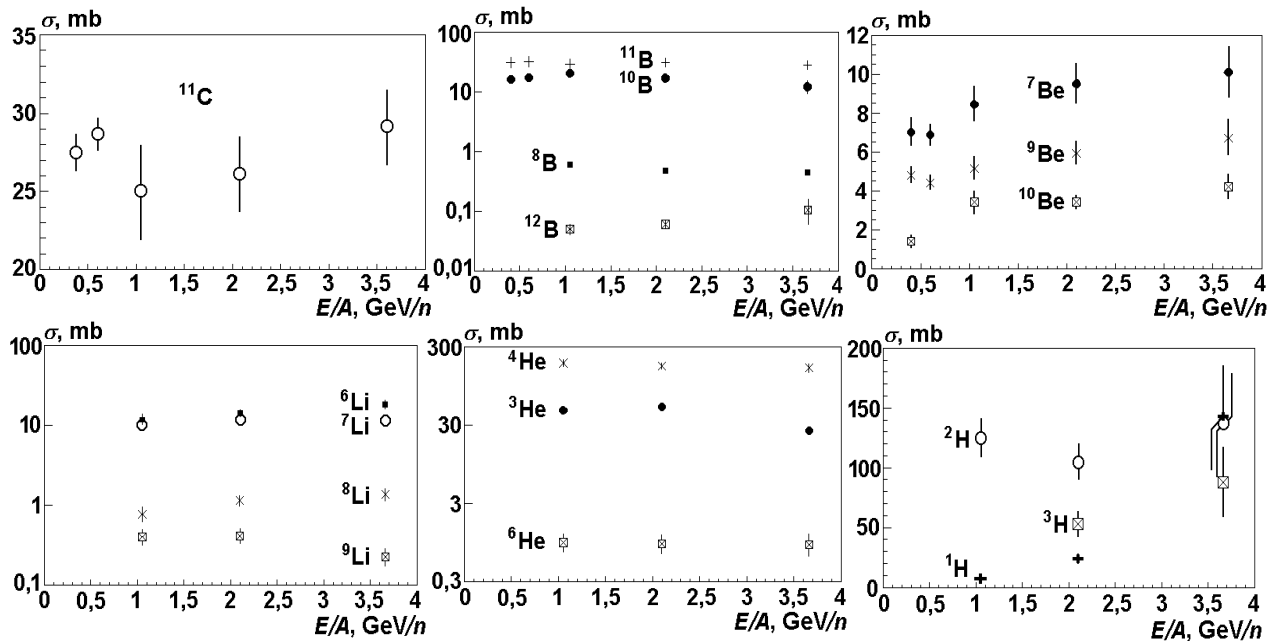 σ, mb
35
30
25
20
0
0,5
1
1,5
2
2,5
3
3,5
4
E/A, GeV/n
¹¹C
σ, mb
100
10
1
0,1
0,01
0
0,5
1
1,5
2
2,5
3
3,5
4
E/A, GeV/n
¹¹B
¹⁰B
⁸B
¹²B
σ, mb
12
10
8
6
4
2
0
0
0,5
1
1,5
2
2,5
3
3,5
4
E/A, GeV/n
⁷Be
⁹Be
¹⁰Be
σ, mb
100
10
1
0,1
0
0,5
1
1,5
2
2,5
3
3,5
4
E/A, GeV/n
⁶Li
⁷Li
⁸Li
⁹Li
σ, mb
300
30
3
0,3
0
0,5
1
1,5
2
2,5
3
3,5
4
E/A, GeV/n
⁴He
³He
⁶He
σ, mb
200
150
100
50
0
0
0,5
1
1,5
2
2,5
3
3,5
4
E/A, GeV/n
²H
³H
¹H